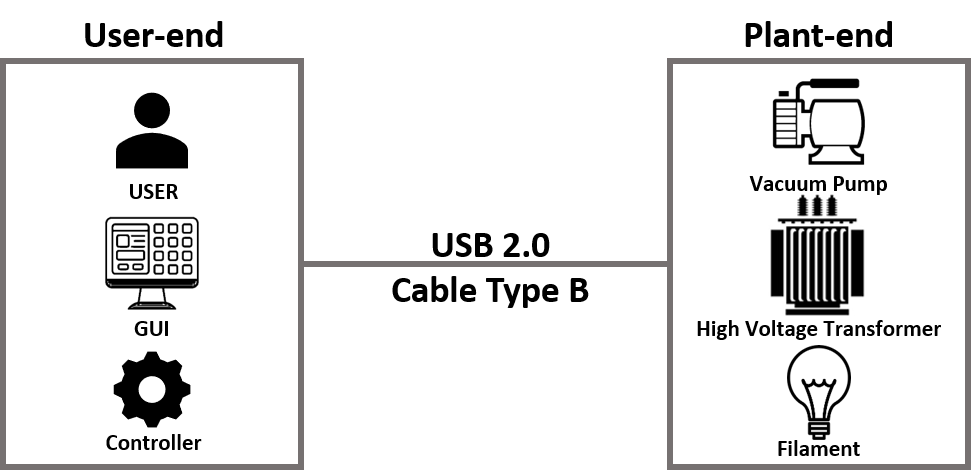 User-end
Plant-end
USER
GUI
Controller
USB 2.0
Cable Type B
Vacuum Pump
High Voltage Transformer
Filament